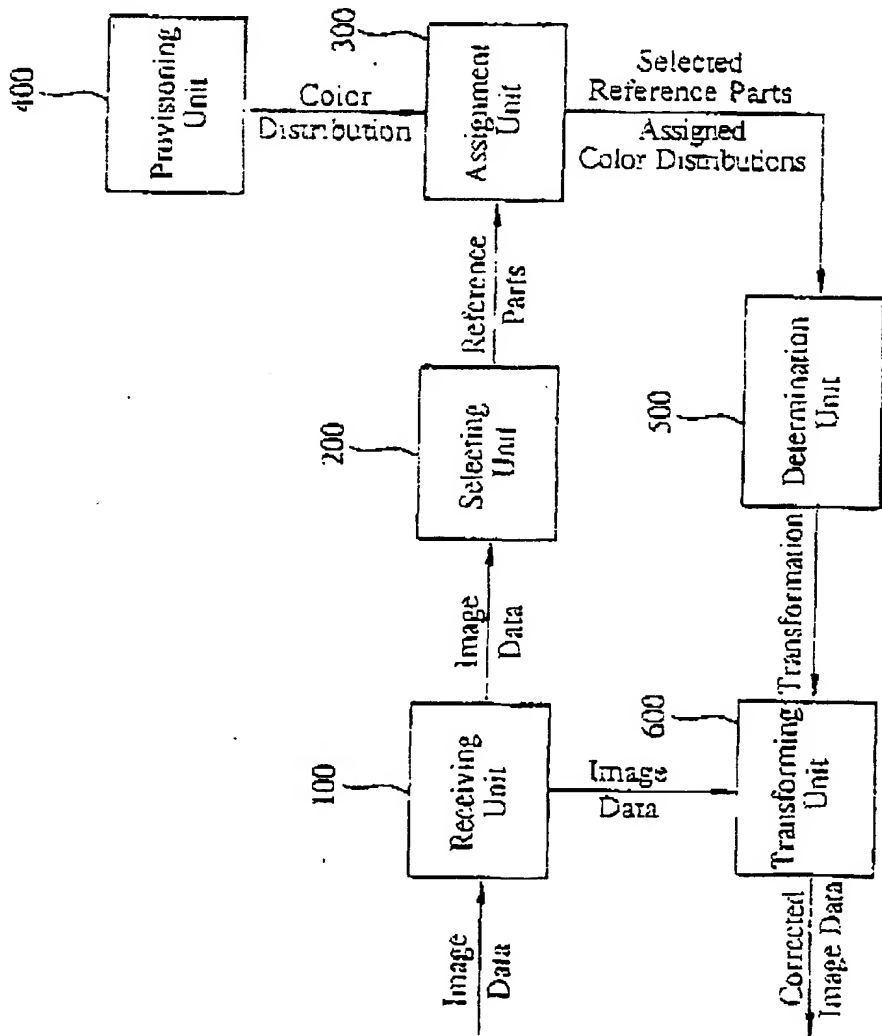 400
Provisioning
Unit
Color
Distribution
300
Assignment
Unit
Selected
Reference Parts
Assigned
Color Distributions
Reference
Parts
200
Selecting
Unit
Image
Data
100
Receiving
Unit
Image
Data
Image
Data
500
Determination
Unit
Transformation
600
Transforming
Unit
Corrected
Image Data